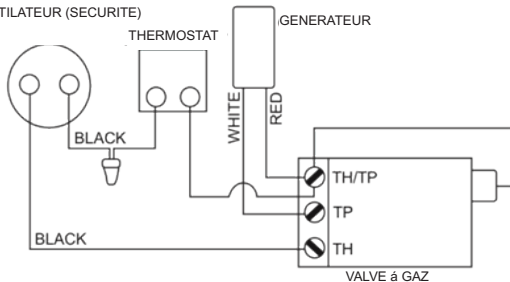 TILATEUR (SECURITE)
THERMOSTAT
GENERATEUR
WHITE
RED
BLACK
TH/TP
TP
BLACK
TH
VALVE á GAZ